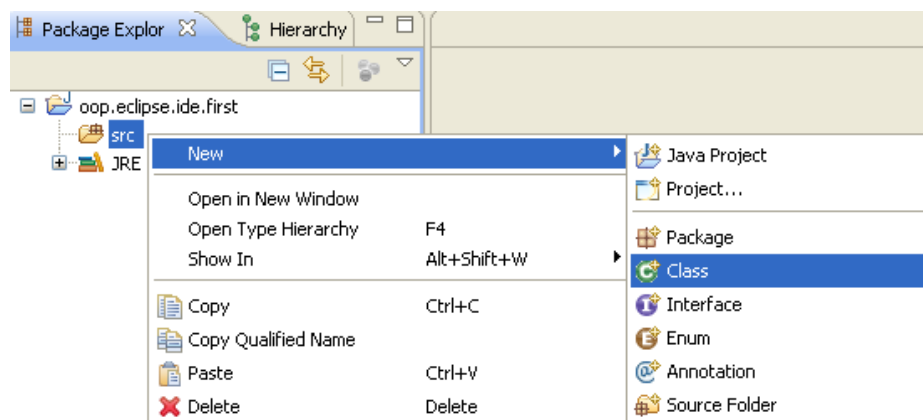 Package Explor Hierarchy
oop.eclipse.ide.first
src
JRE
New
Open in New Window
Open Type Hierarchy F4
Show In Alt+Shift+W
Copy Ctrl+C
Copy Qualified Name
Paste Ctrl+V
Delete Delete
Java Project
Project...
Package
Class
Interface
Enum
Annotation
Source Folder